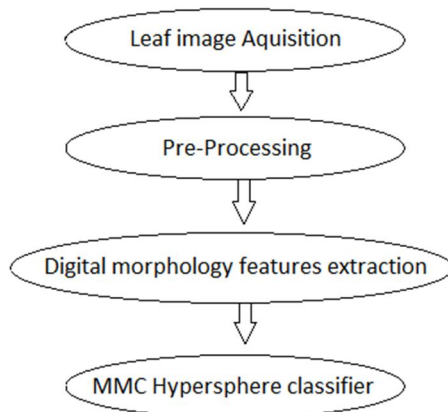 Leaf image Aquisition
Pre-Processing
Digital morphology features extraction
MMC Hypersphere classifier